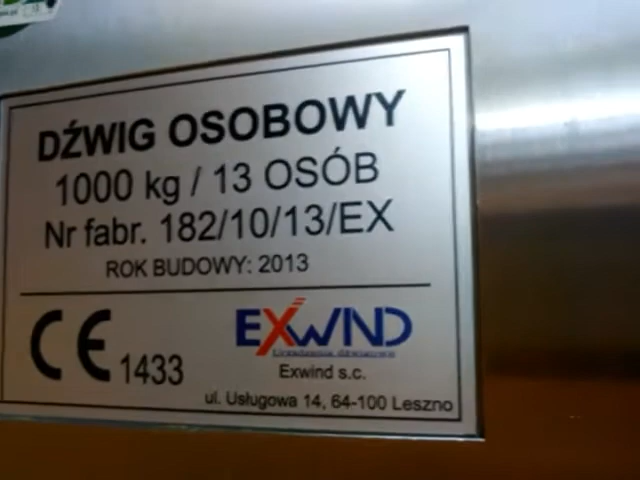 DŹWIG OSOBOWY
1000 kg / 13 OSÓB
Nr fabr. 182/10/13/EX
ROK BUDOWY: 2013
CE 1433
EXWIND
Urządzenia dźwigowe
Exwind s.c.
ul. Usługowa 14, 64-100 Leszno